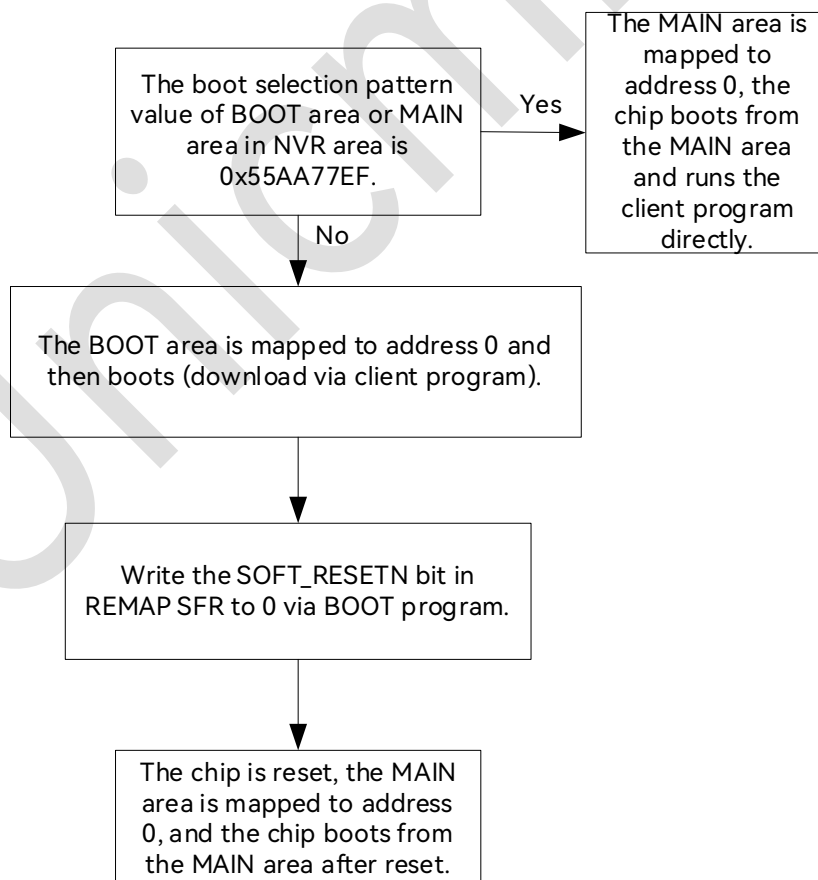 The MAIN area is
mapped to
address 0, the
chip boots from
the MAIN area
and runs the
client program
directly.
The boot selection pattern
value of BOOT area or MAIN
area in NVR area is
0x55AA77EF.
Yes
No
The BOOT area is mapped to address 0 and
then boots (download via client program).
Write the SOFT_RESETN bit in
REMAP SFR to 0 via BOOT program.
The chip is reset, the MAIN
area is mapped to address
0, and the chip boots from
the MAIN area after reset.